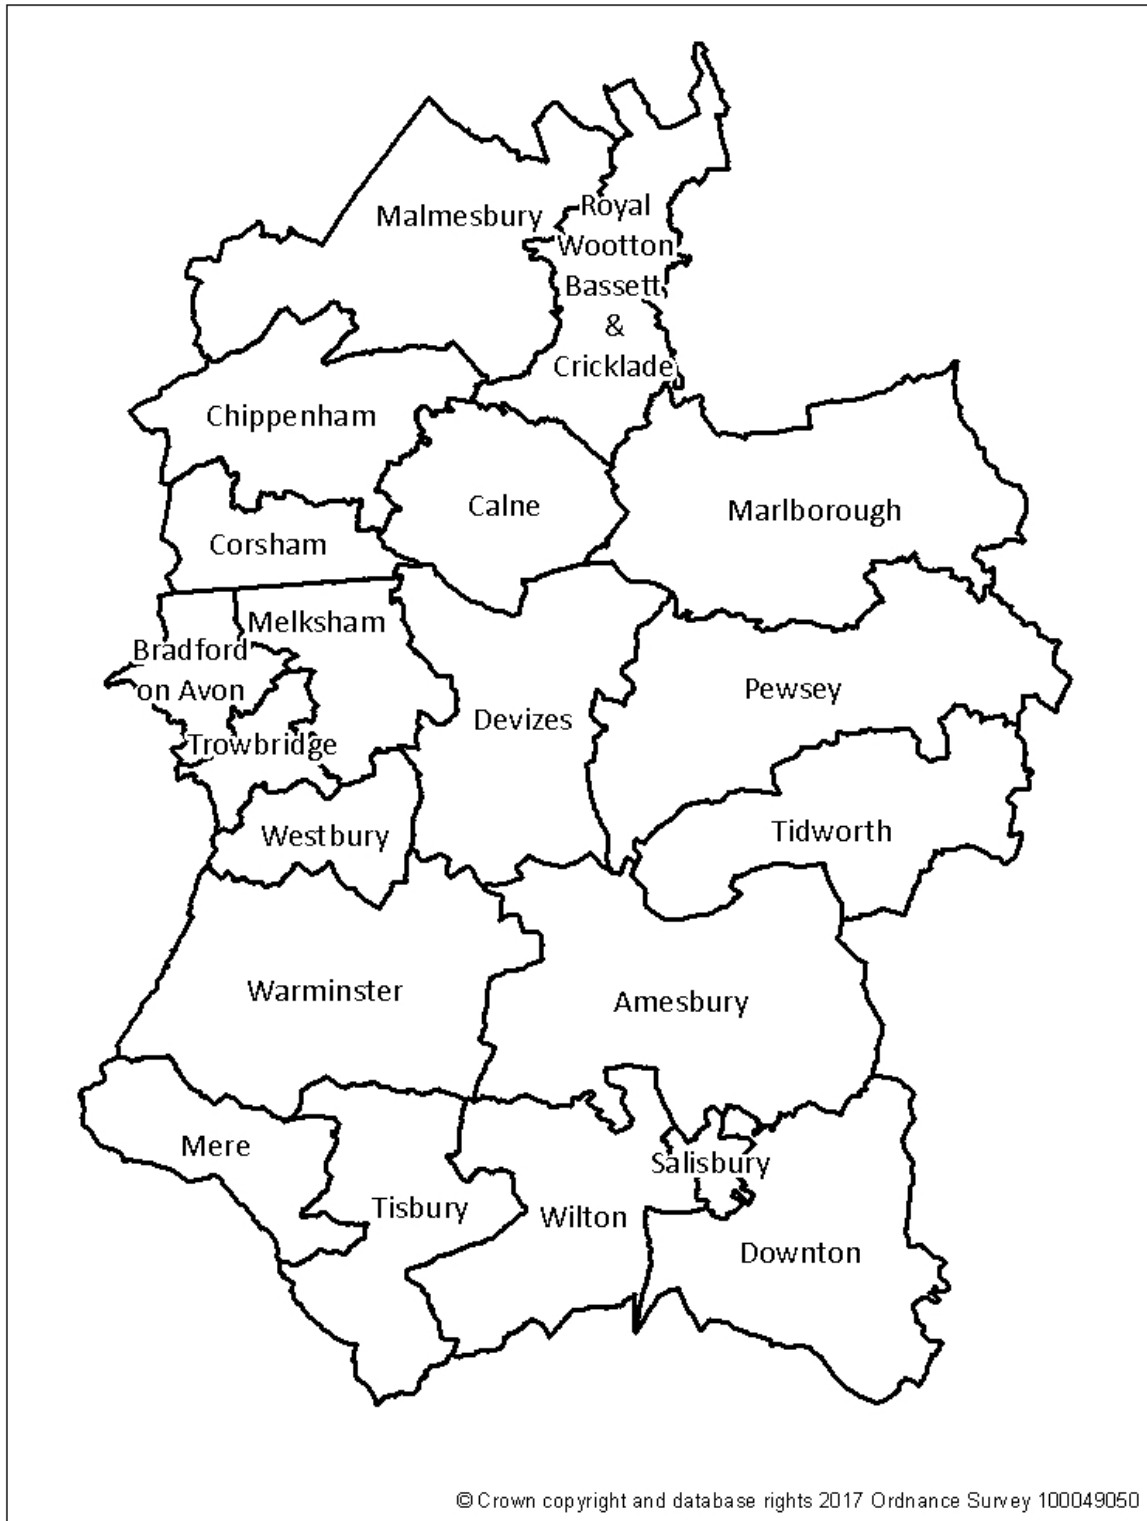 Malmesbury
Royal
Wootton
Bassett
&
Cricklade
Chippenham
Calne
Marlborough
Corsham
Melksham
Bradford
on Avon
Pewsey
Devizes
Trowbridge
Tidworth
Westbury
Warminster
Amesbury
Mere
Salisbury
Tisbury
Wilton
Downton
© Crown copyright and database rights 2017 Ordnance Survey 100049050